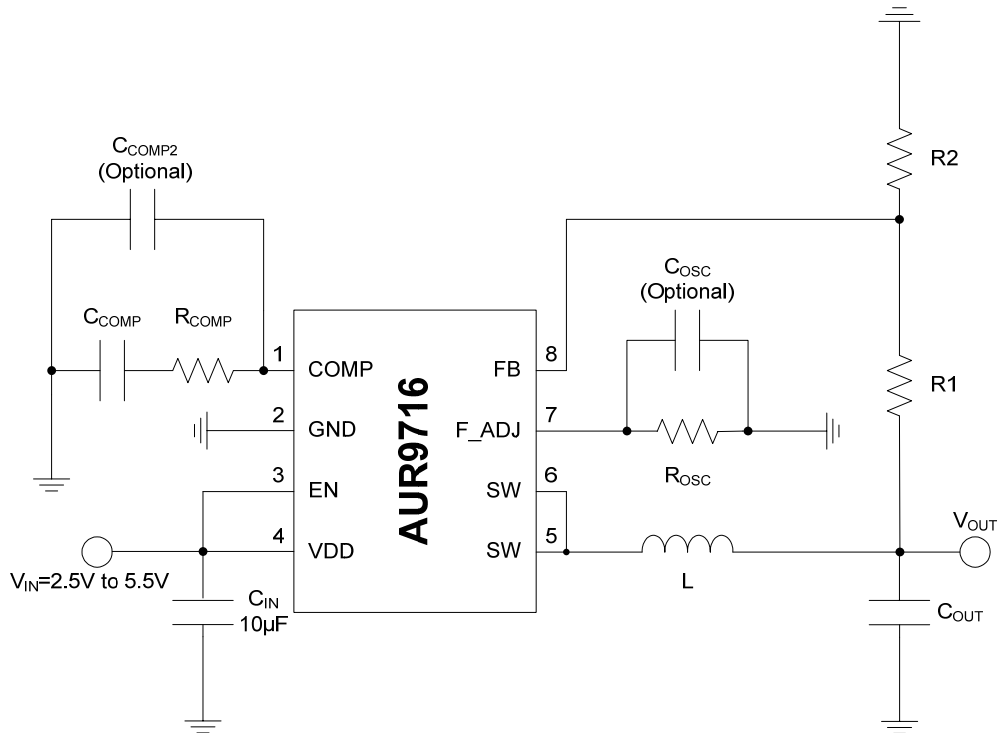 R2
CCOMP2
(Optional)
COSC
(Optional)
CCOMP
RCOMP
1
COMP
FB
8
R1
2
GND
F_ADJ
7
AUR9716
ROSC
3
EN
SW
6
4
VDD
SW
5
VOUT
VIN=2.5V to 5.5V
L
CIN
10µF
COUT